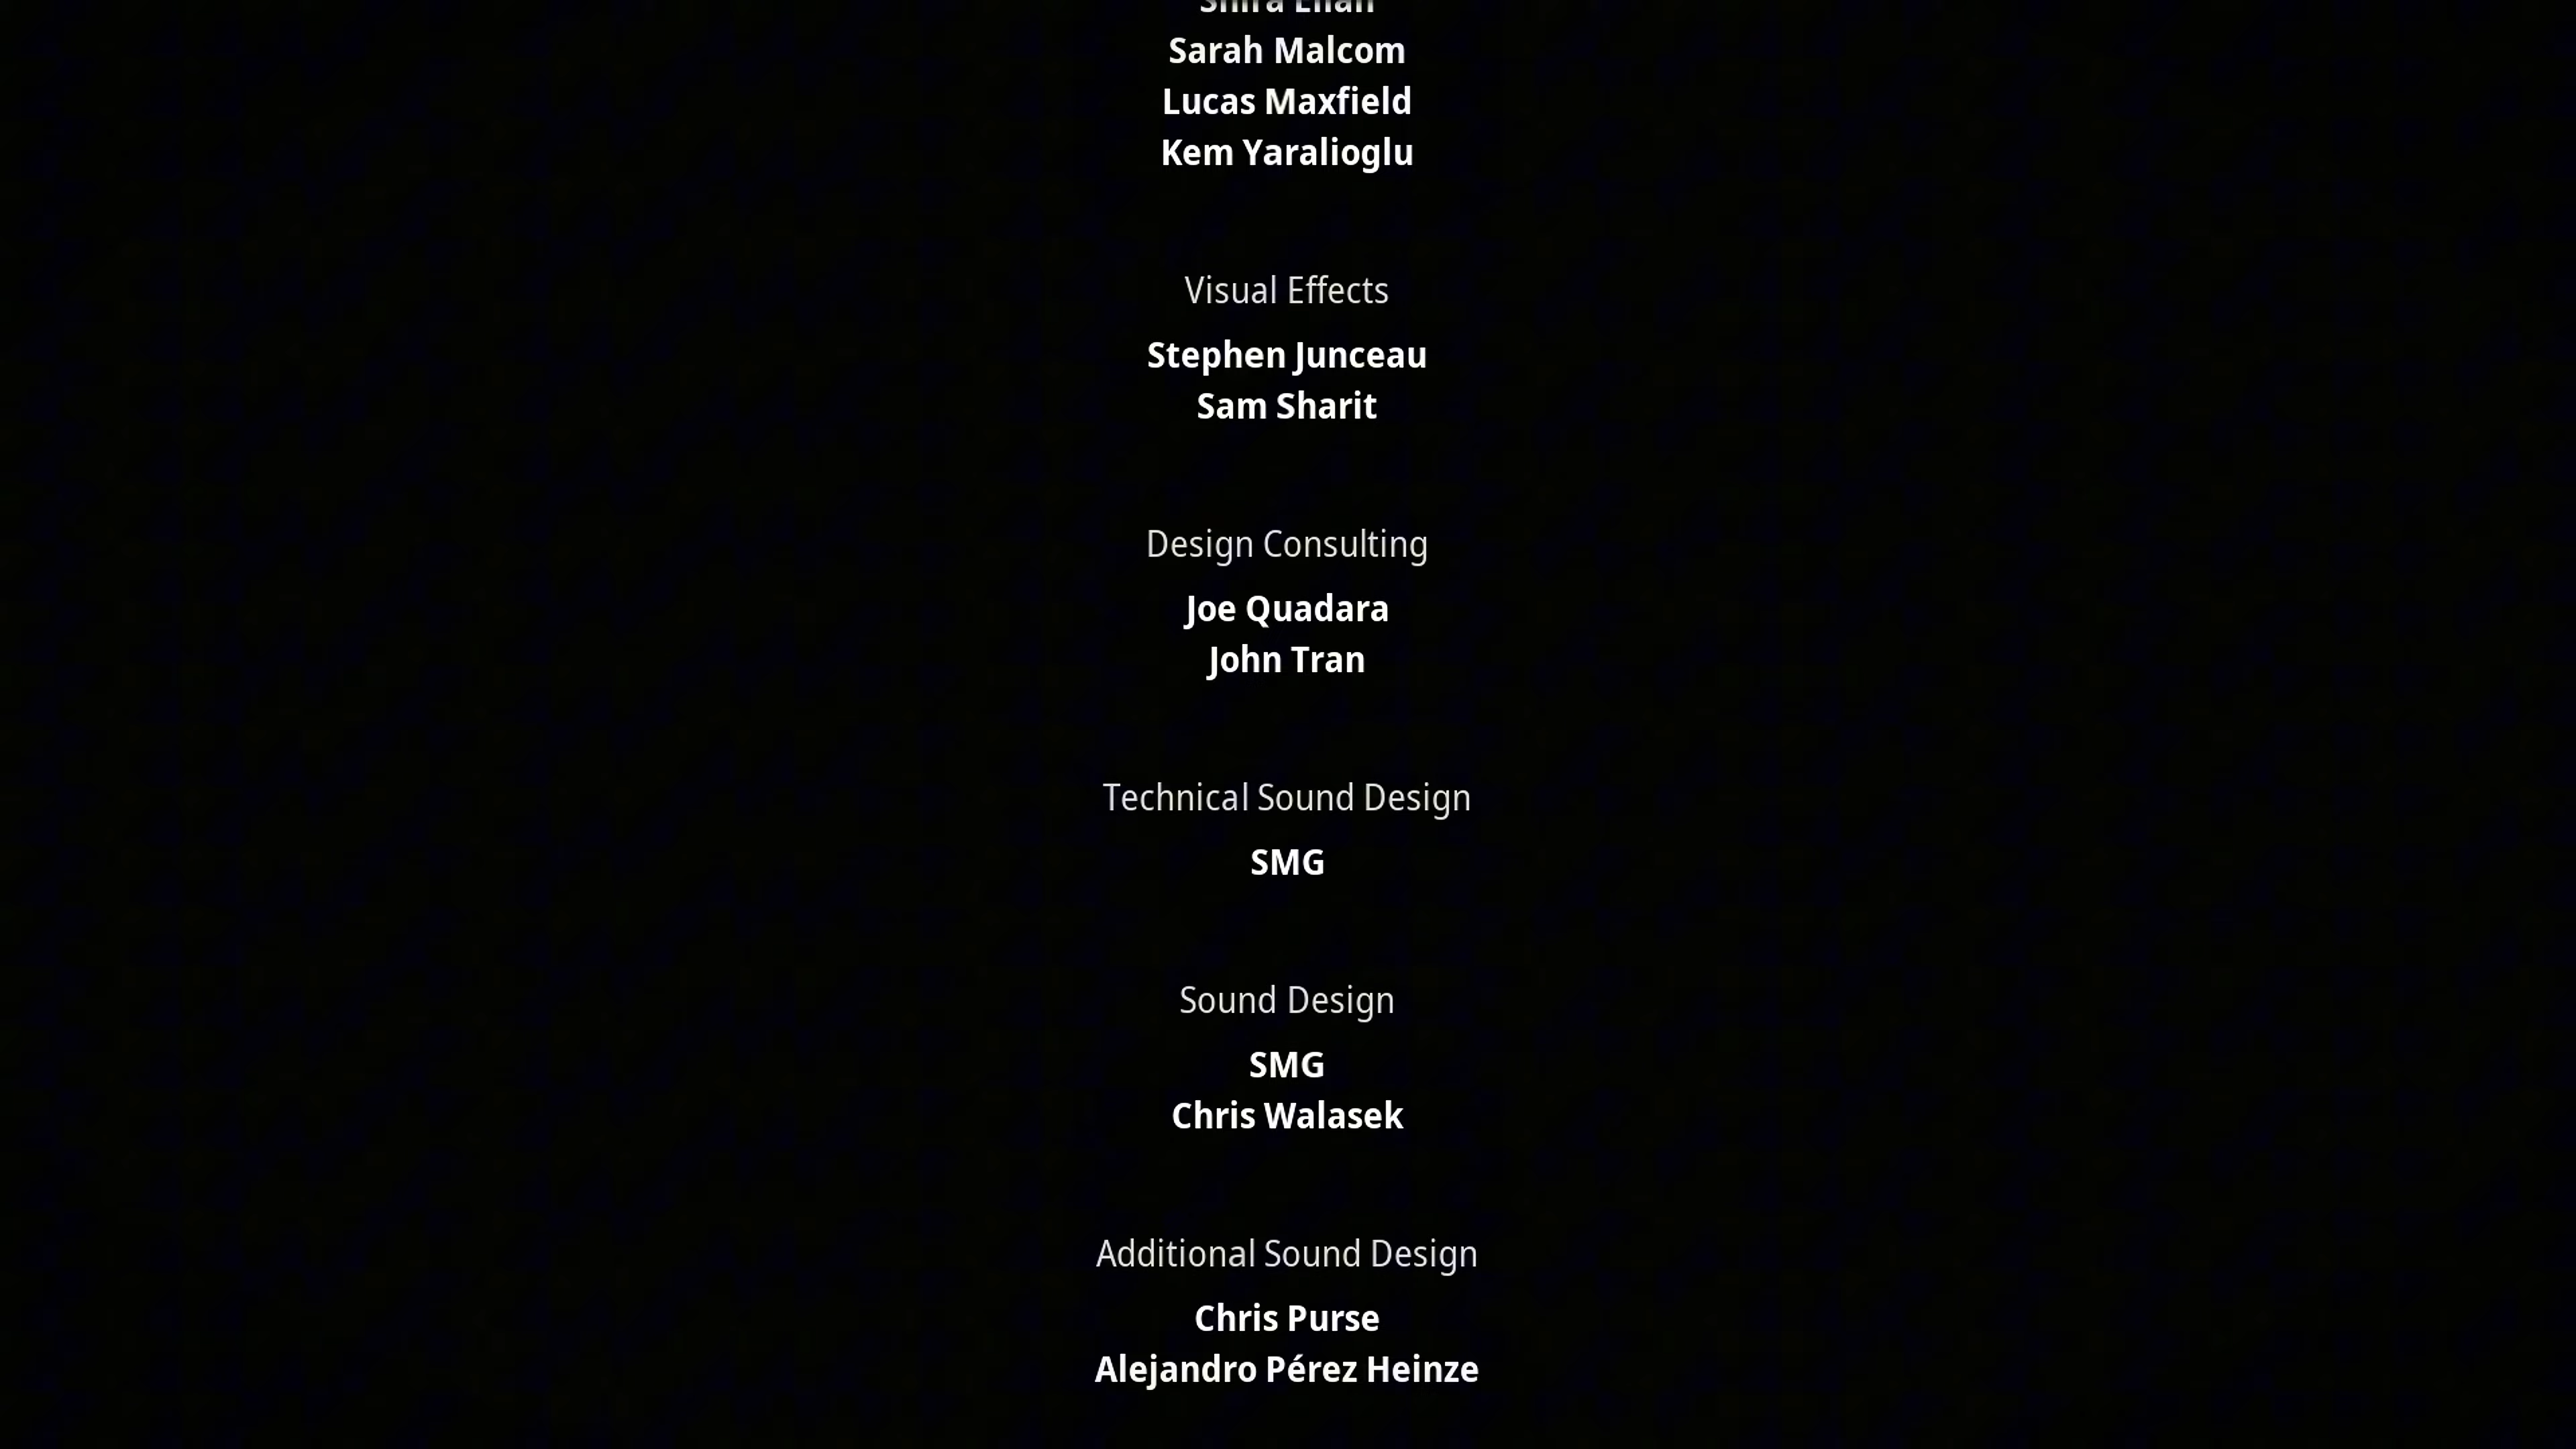 Sarah Malcom
Lucas Maxfield
Kem Yaralioglu
Visual Effects
Stephen Junceau
Sam Sharit
Design Consulting
Joe Quadara
John Tran
Technical Sound Design
SMG
Sound Design
SMG
Chris Walasek
Additional Sound Design
Chris Purse
Alejandro Pérez Heinze